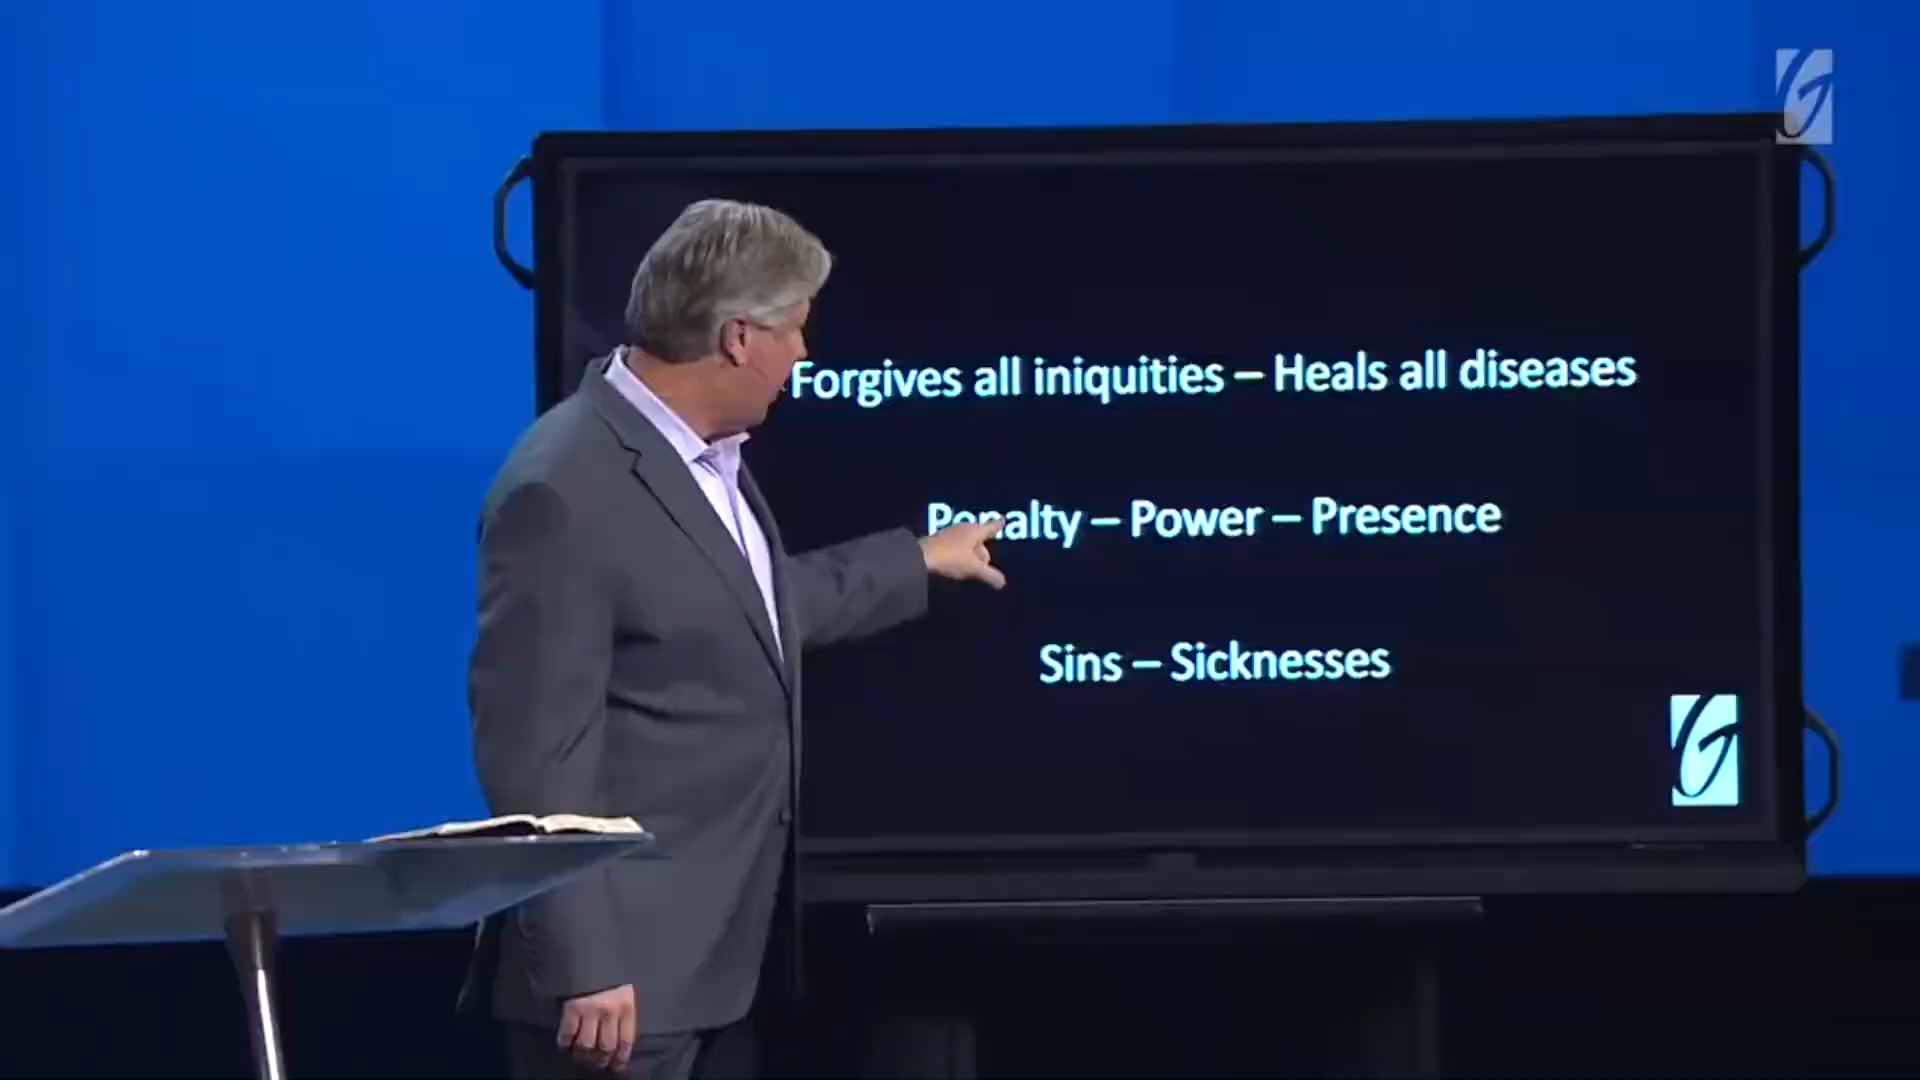 Forgives all iniquities – Heals all diseases
Penalty – Power – Presence
Sins – Sicknesses